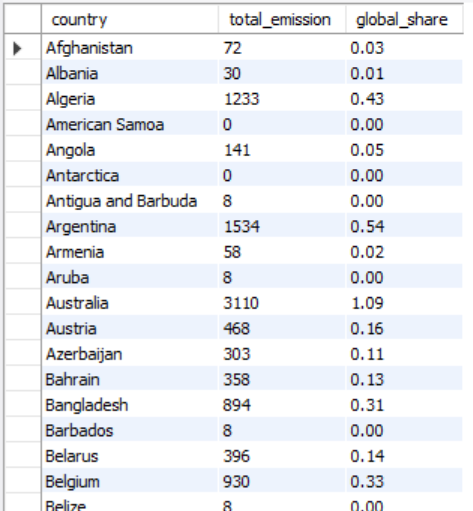 country total_emission global_share
Afghanistan 72 0.03
Albania 30 0.01
Algeria 1233 0.43
American Samoa 0 0.00
Angola 141 0.05
Antarctica 0 0.00
Antigua and Barbuda 8 0.00
Argentina 1534 0.54
Armenia 58 0.02
Aruba 8 0.00
Australia 3110 1.09
Austria 468 0.16
Azerbaijan 303 0.11
Bahrain 358 0.13
Bangladesh 894 0.31
Barbados 8 0.00
Belarus 396 0.14
Belgium 930 0.33
Belize 8 0.00